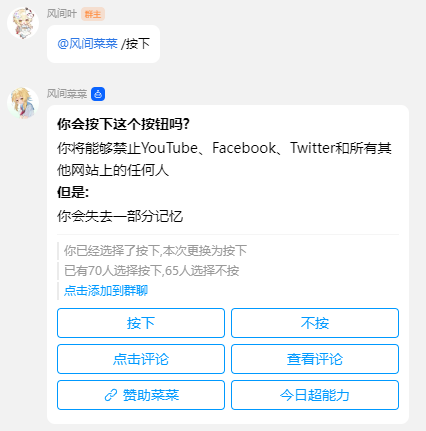 风间叶 群主
@风间菜菜 /按下
风间菜菜
你会按下这个按钮吗?
你将能够禁止YouTube、Facebook、Twitter和所有其
他网站上的任何人
但是:
你会失去一部分记忆
你已经选择了按下,本次更换为按下
已有70人选择按下,65人选择不按
点击添加到群聊
按下
不按
点击评论
查看评论
赞助菜菜
今日超能力